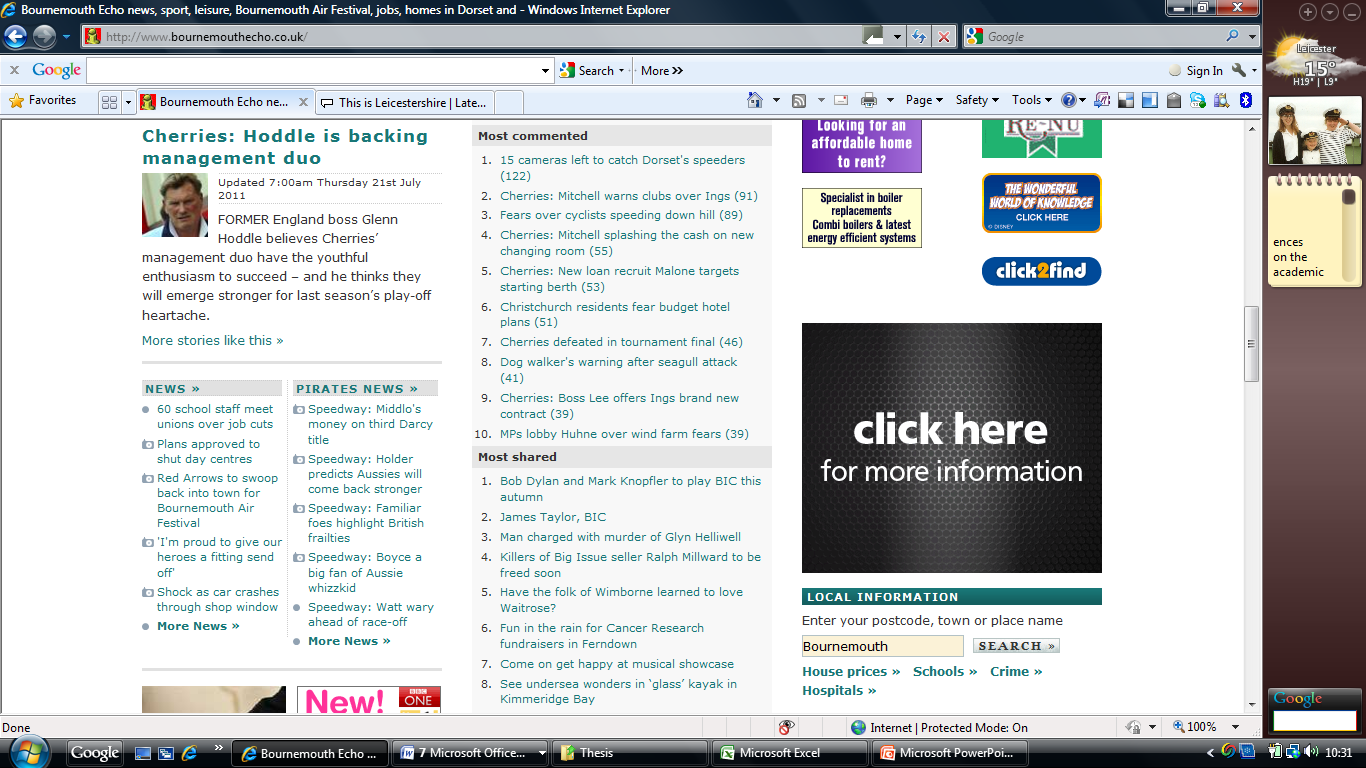 Bournemouth Echo news, sport, leisure, Bournemouth Air Festival, jobs, homes in Dorset and - Windows Internet Explorer
http://www.bournemouthecho.co.uk/
Google
Google
Search
More »
Sign In
Favorites
Bournemouth Echo ne...
This is Leicestershire | Late...
Page
Safety
Tools
Cherries: Hoddle is backing
management duo
Updated 7:00am Thursday 21st July
2011
FORMER England boss Glenn
Hoddle believes Cherries’
management duo have the youthful
enthusiasm to succeed – and he thinks they
will emerge stronger for last season’s play-off
heartache.
More stories like this »
NEWS »
60 school staff meet
unions over job cuts
Plans approved to
shut day centres
Red Arrows to swoop
back into town for
Bournemouth Air
Festival
'I'm proud to give our
heroes a fitting send
off'
Shock as car crashes
through shop window
More News »
PIRATES NEWS »
Speedway: Middlo's
money on third Darcy
title
Speedway: Holder
predicts Aussies will
come back stronger
Speedway: Familiar
foes highlight British
frailties
Speedway: Boyce a
big fan of Aussie
whizzkid
Speedway: Watt wary
ahead of race-off
More News »
New!
BBC
ONE
Most commented
1. 15 cameras left to catch Dorset's speeders
(122)
2. Cherries: Mitchell warns clubs over Ings (91)
3. Fears over cyclists speeding down hill (89)
4. Cherries: Mitchell splashing the cash on new
changing room (55)
5. Cherries: New loan recruit Malone targets
starting berth (53)
6. Christchurch residents fear budget hotel
plans (51)
7. Cherries defeated in tournament final (46)
8. Dog walker's warning after seagull attack
(41)
9. Cherries: Boss Lee offers Ings brand new
contract (39)
10. MPs lobby Huhne over wind farm fears (39)
Most shared
1. Bob Dylan and Mark Knopfler to play BIC this
autumn
2. James Taylor, BIC
3. Man charged with murder of Glyn Helliwell
4. Killers of Big Issue seller Ralph Millward to be
freed soon
5. Have the folk of Wimborne learned to love
Waitrose?
6. Fun in the rain for Cancer Research
fundraisers in Ferndown
7. Come on get happy at musical showcase
8. See undersea wonders in ‘glass’ kayak in
Kimmeridge Bay
Looking for an
affordable home
to rent?
Specialist in boiler
replacements
Combi boilers & latest
energy efficient systems
RE-NU
THE WONDERFUL
WORLD OF KNOWLEDGE
CLICK HERE
© DISNEY
click2find
click here
for more information
LOCAL INFORMATION
Enter your postcode, town or place name
Bournemouth
SEARCH »
House prices » Schools » Crime »
Hospitals »
Leicester
15°
H19° | L9°
ences
on the
academic
Google
Done
Internet | Protected Mode: On
100%
Google
»
Bournemouth Echo ...
7 Microsoft Office...
Thesis
Microsoft Excel
Microsoft PowerPoi...
10:31